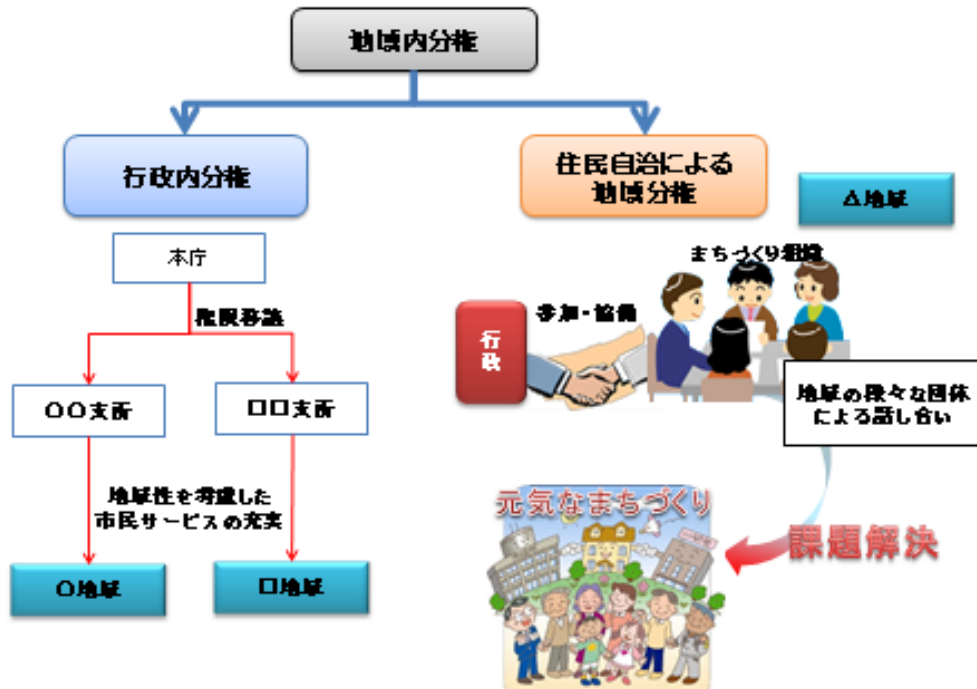 地域内分権
行政内分権
住民自治による
地域分権
△地域
本庁
権限移譲
〇〇支所
□□支所
地域性を考慮した
市民サービスの充実
〇地域
□地域
まちづくり組織
参加・協働
行政
地域の様々な団体
による話し合い
元気なまちづくり
課題解決